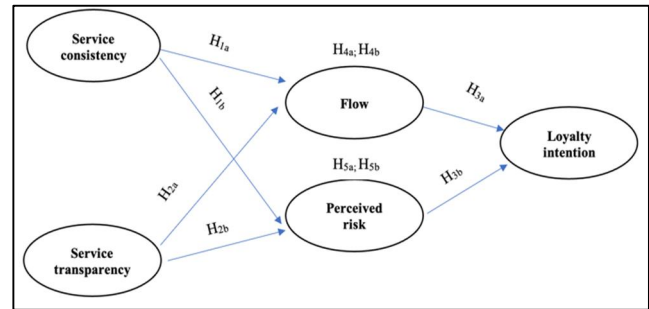 Service
consistency
H1a
H1b
H4a; H4b
Flow
H3a
Loyalty
intention
H5a; H5b
Perceived
risk
H3b
H2a
H2b
Service
transparency